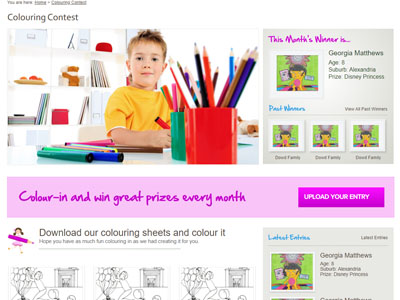 You are here: Home > Colouring Contest
Colouring Contest
This Month's Winner is...
Georgia Matthews
Age: 8
Suburb: Alexandria
Prize: Disney Princess
Past Winners
View All Past Winners
Dovil Family
Dovil Family
Dovil Family
Colour-in and win great prizes every month
UPLOAD YOUR ENTRY
Download our colouring sheets and colour it
Hope you have as much fun colouring in as we had creating it for you.
Latest Entries
Latest Entries
Georgia Matthews
Age: 8
Suburb: Alexandria
Prize: Disney Princess
Georgia Matthews